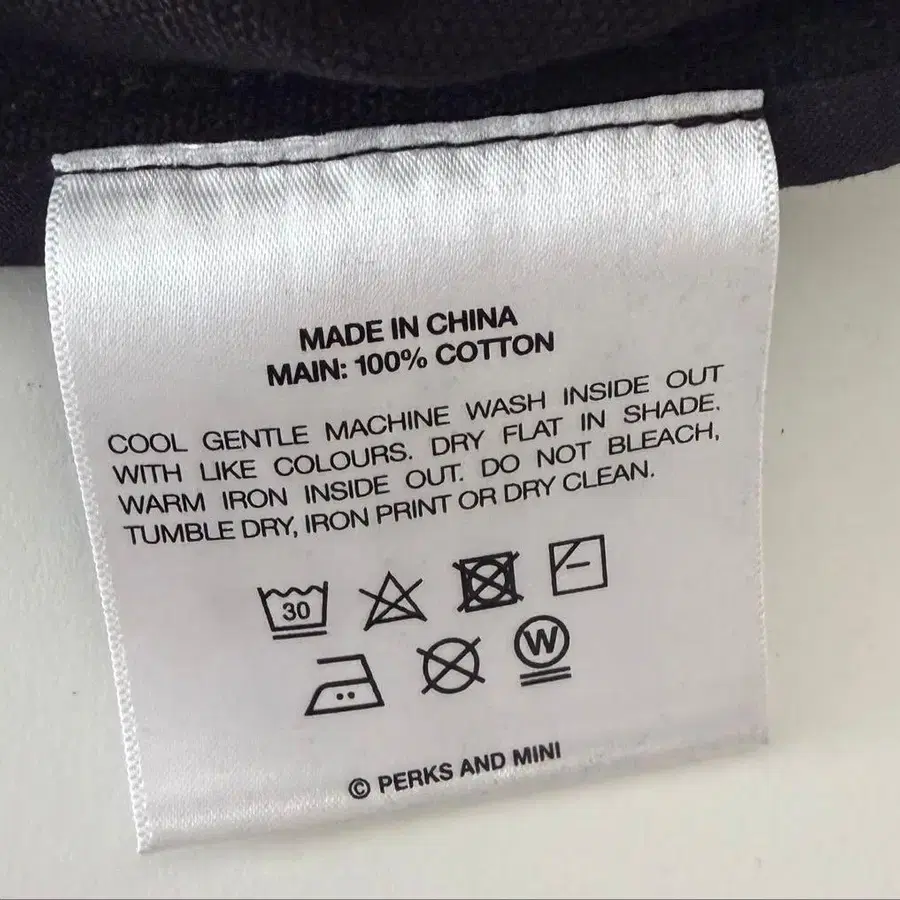 MADE IN CHINA
MAIN: 100% COTTON
COOL GENTLE MACHINE WASH INSIDE OUT
WITH LIKE COLOURS. DRY FLAT IN SHADE.
WARM IRON INSIDE OUT. DO NOT BLEACH,
TUMBLE DRY, IRON PRINT OR DRY CLEAN.
30
W
© PERKS AND MINI